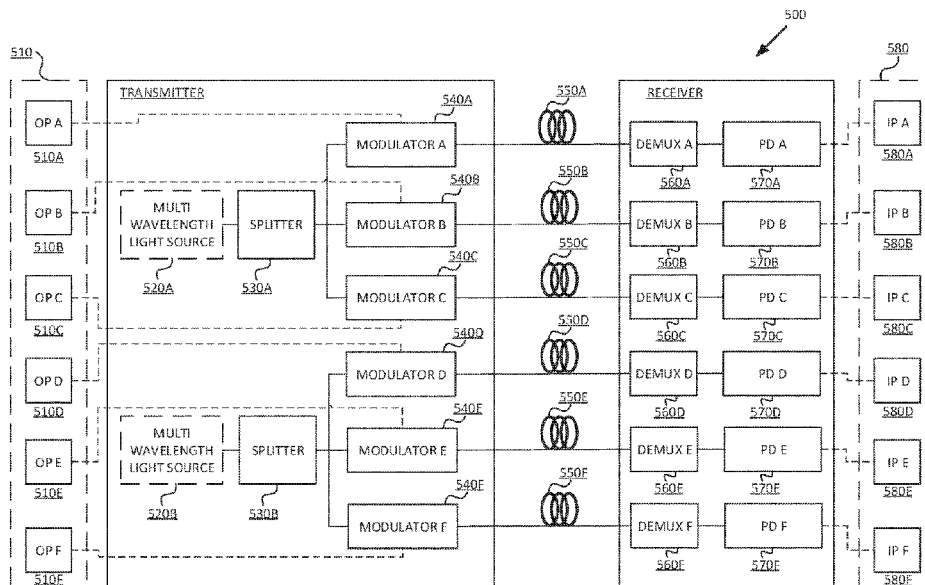 500
510
580
TRANSMITTER
RECEIVER
540A
550A
OP A
510A
MODULATOR A
DEMUX A
560A
PD A
570A
IP A
580A
540B
550B
OP B
510B
MULTI
WAVELENGTH
LIGHT SOURCE
520A
SPLITTER
530A
MODULATOR B
DEMUX B
560B
PD B
570B
IP B
580B
540C
550C
OP C
510C
MODULATOR C
DEMUX C
560C
PD C
570C
IP C
580C
540D
550D
OP D
510D
MODULATOR D
DEMUX D
560D
PD D
570D
IP D
580D
540E
550E
OP E
510E
MULTI
WAVELENGTH
LIGHT SOURCE
520B
SPLITTER
530B
MODULATOR E
DEMUX E
560E
PD E
570E
IP E
580E
540F
550F
OP F
510F
MODULATOR F
DEMUX F
560F
PD F
570F
IP F
580F